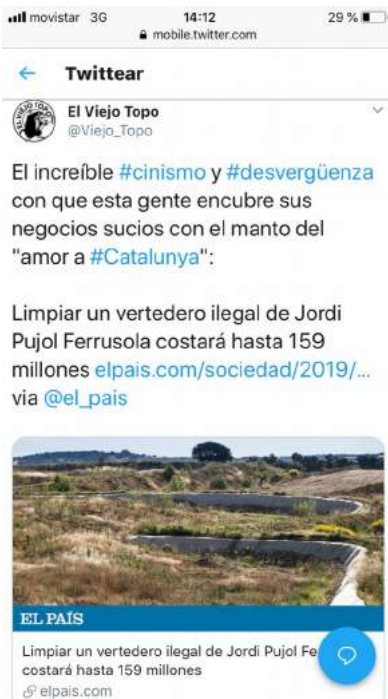 movistar 3G 14:12 29 %
mobile.twitter.com
Twittear
El Viejo Topo
@Viejo_Topo
El increíble #cinismo y #desvergüenza
con que esta gente encubre sus
negocios sucios con el manto del
"amor a #Catalunya":
Limpiar un vertedero ilegal de Jordi
Pujol Ferrusola costará hasta 159
millones elpais.com/sociedad/2019/...
via @el_pais
EL PAÍS
Limpiar un vertedero ilegal de Jordi Pujol Fe
costará hasta 159 millones
elpais.com